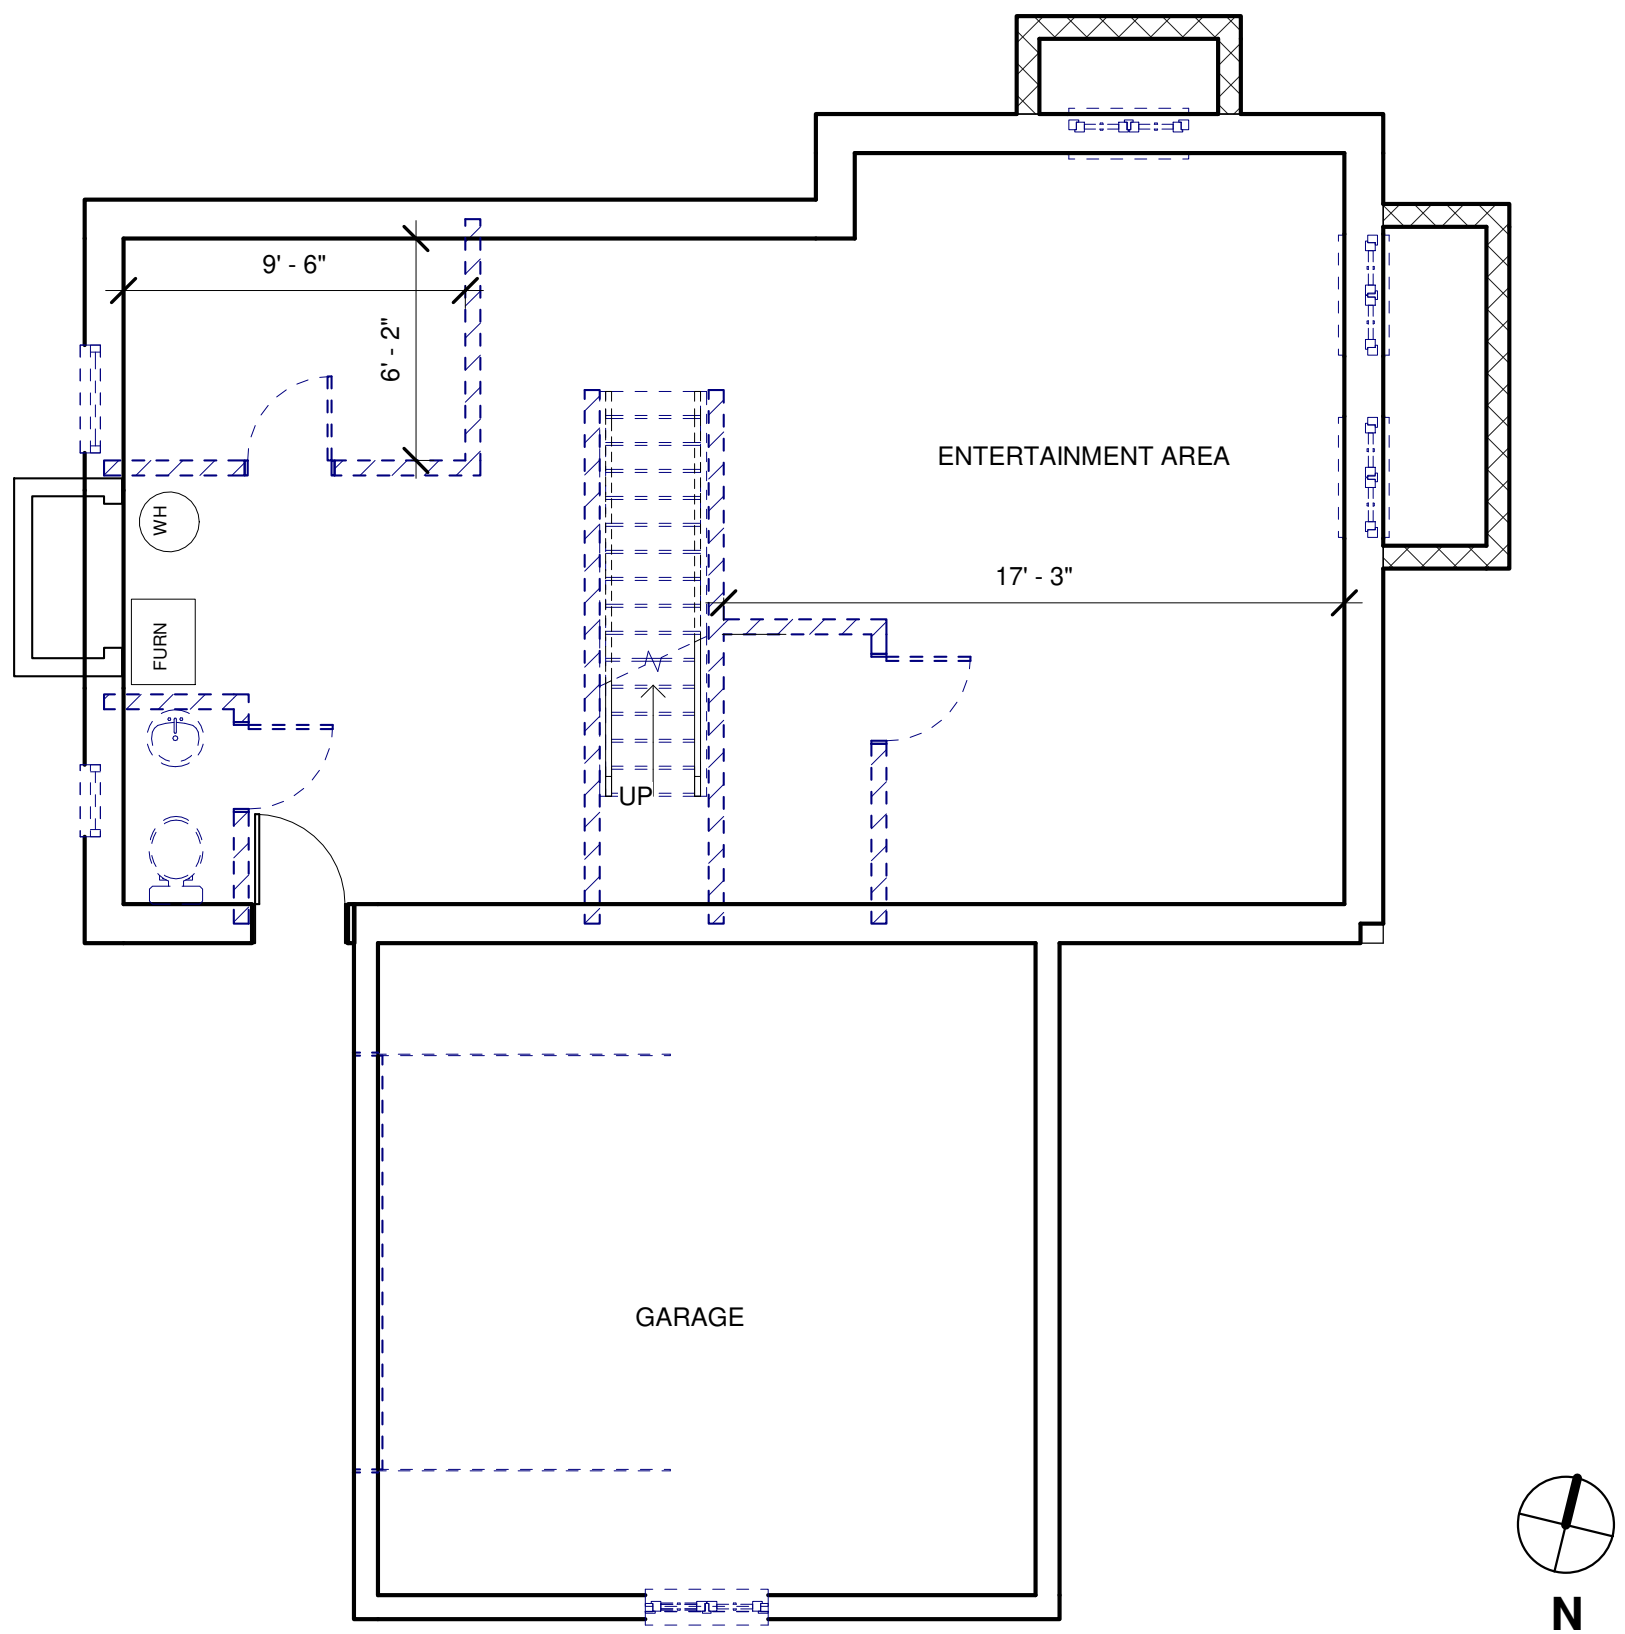 9' - 6"
6' - 2"
ENTERTAINMENT AREA
WH
17' - 3"
FURN
UP
GARAGE
N